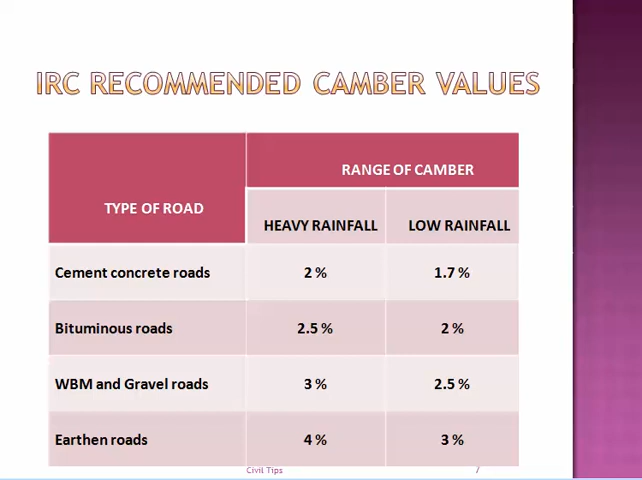 IRC RECOMMENDED CAMBER VALUES
TYPE OF ROAD
RANGE OF CAMBER
HEAVY RAINFALL LOW RAINFALL
Cement concrete roads 2 % 1.7 %
Bituminous roads 2.5 % 2 %
WBM and Gravel roads 3 % 2.5 %
Earthen roads 4 % 3 %
Civil Tips 7